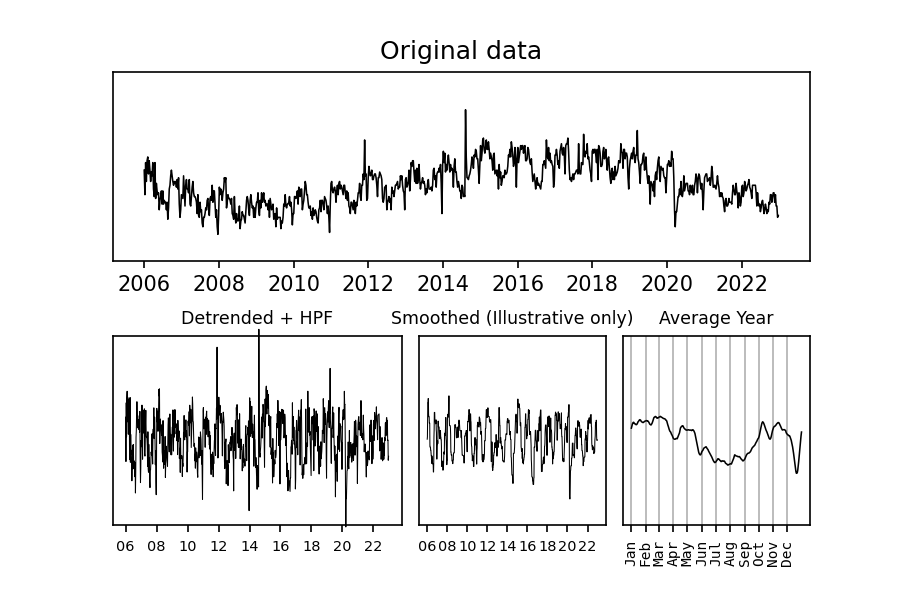 Original data
2006 2008 2010 2012 2014 2016 2018 2020 2022
Detrended + HPF
Smoothed (Illustrative only)
Average Year
06 08 10 12 14 16 18 20 22
06 08 10 12 14 16 18 20 22
Jan
Feb
Mar
Apr
May
Jun
Jul
Aug
Sep
Oct
Nov
Dec